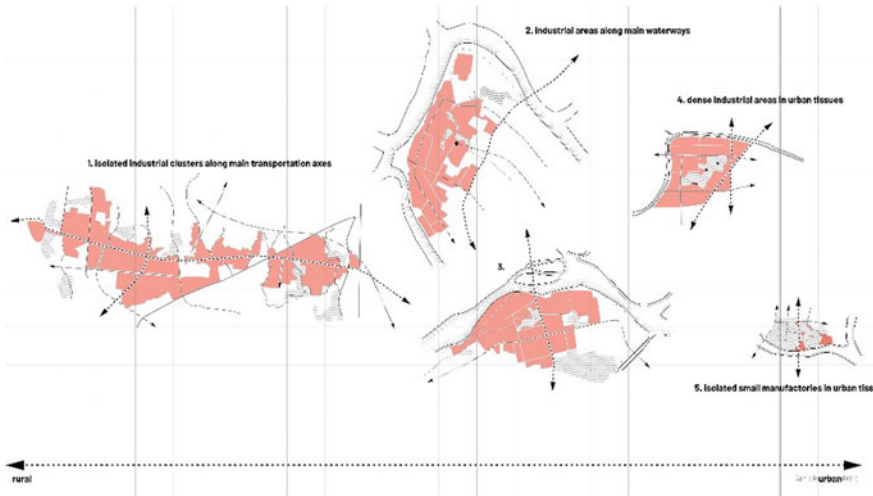 2. Industrial areas along main waterways
4. dense industrial areas in urban tissues
1. Isolated industrial clusters along main transportation axes
3.
5. Isolated small manufactories in urban tiss
rural
urban